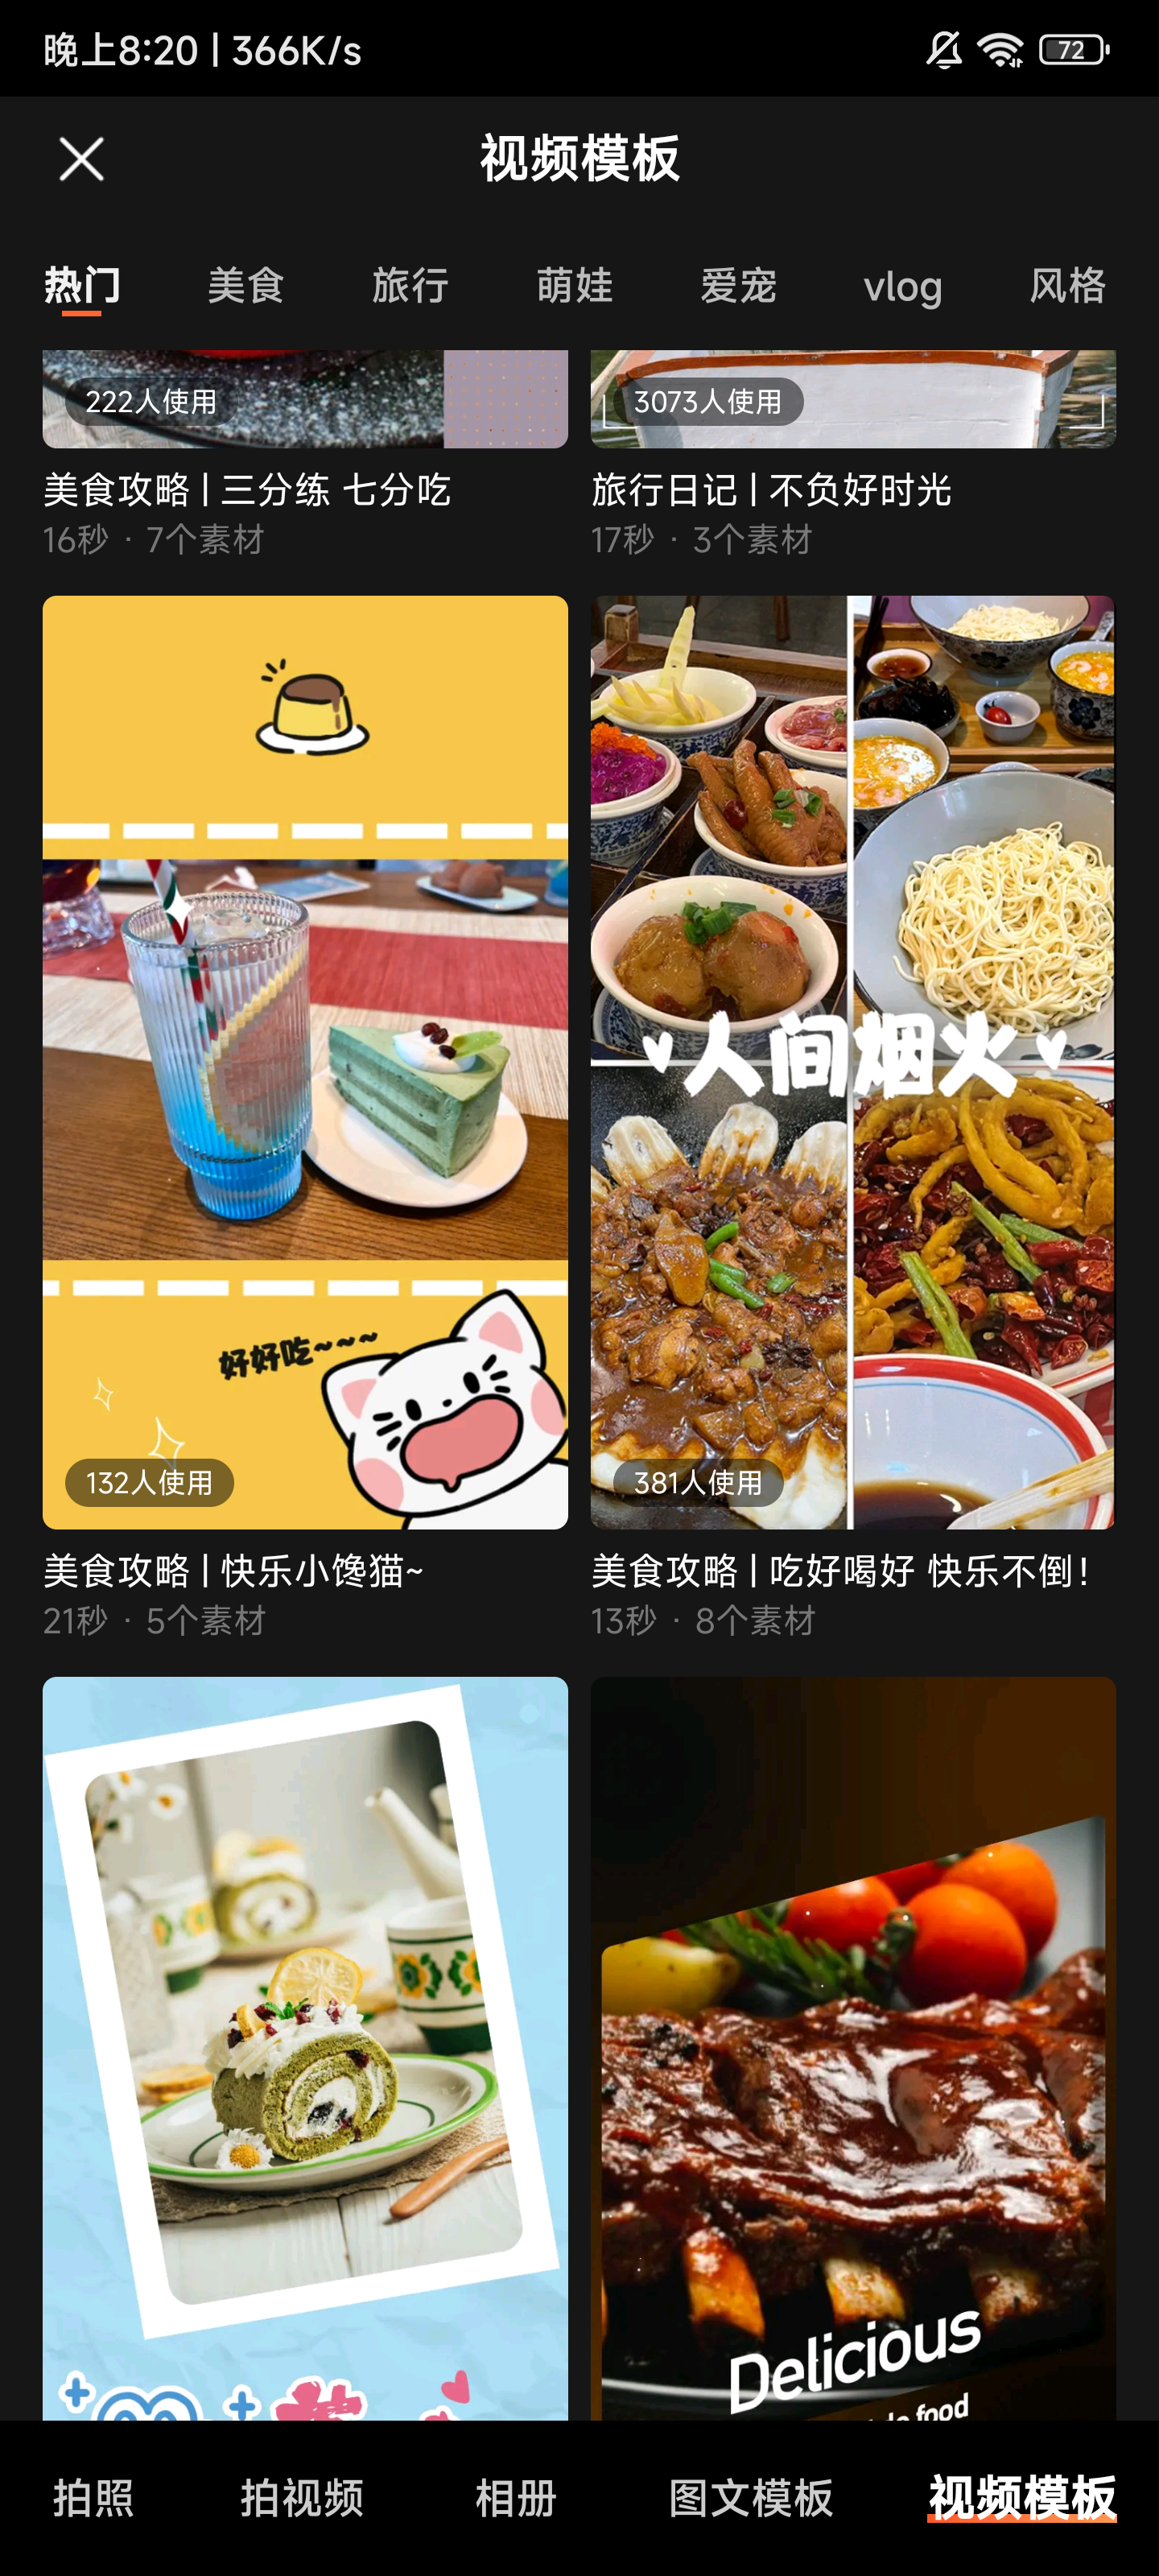 晚上8:20 | 366K/s
72
视频模板
热门 美食 旅行 萌娃 爱宠 vlog 风格
222人使用
3073人使用
美食攻略 | 三分练 七分吃
旅行日记 | 不负好时光
16秒 · 7个素材
17秒 · 3个素材
人间烟火
好好吃~~~
132人使用
381人使用
美食攻略 | 快乐小馋猫~
美食攻略 | 吃好喝好 快乐不倒!
21秒 · 5个素材
13秒 · 8个素材
Delicious
food
拍照 拍视频 相册 图文模板 视频模板